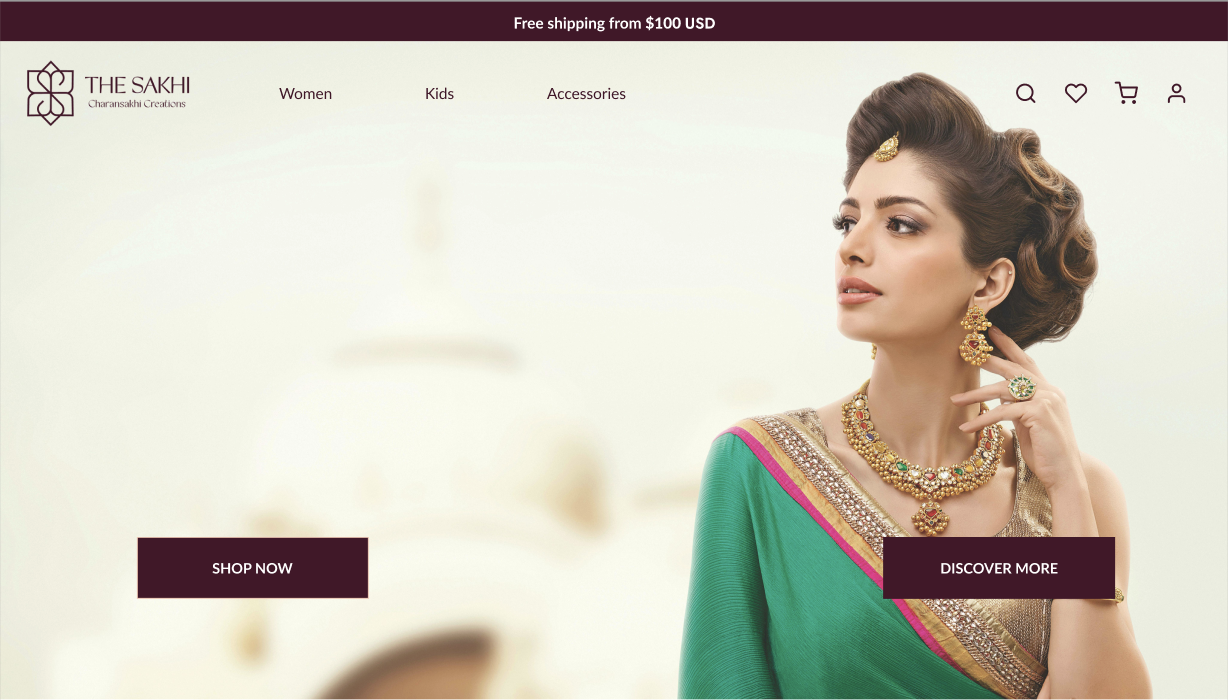 Free shipping from $100 USD
THE SAKHI
Charansakhi Creations
Women
Kids
Accessories
SHOP NOW
DISCOVER MORE